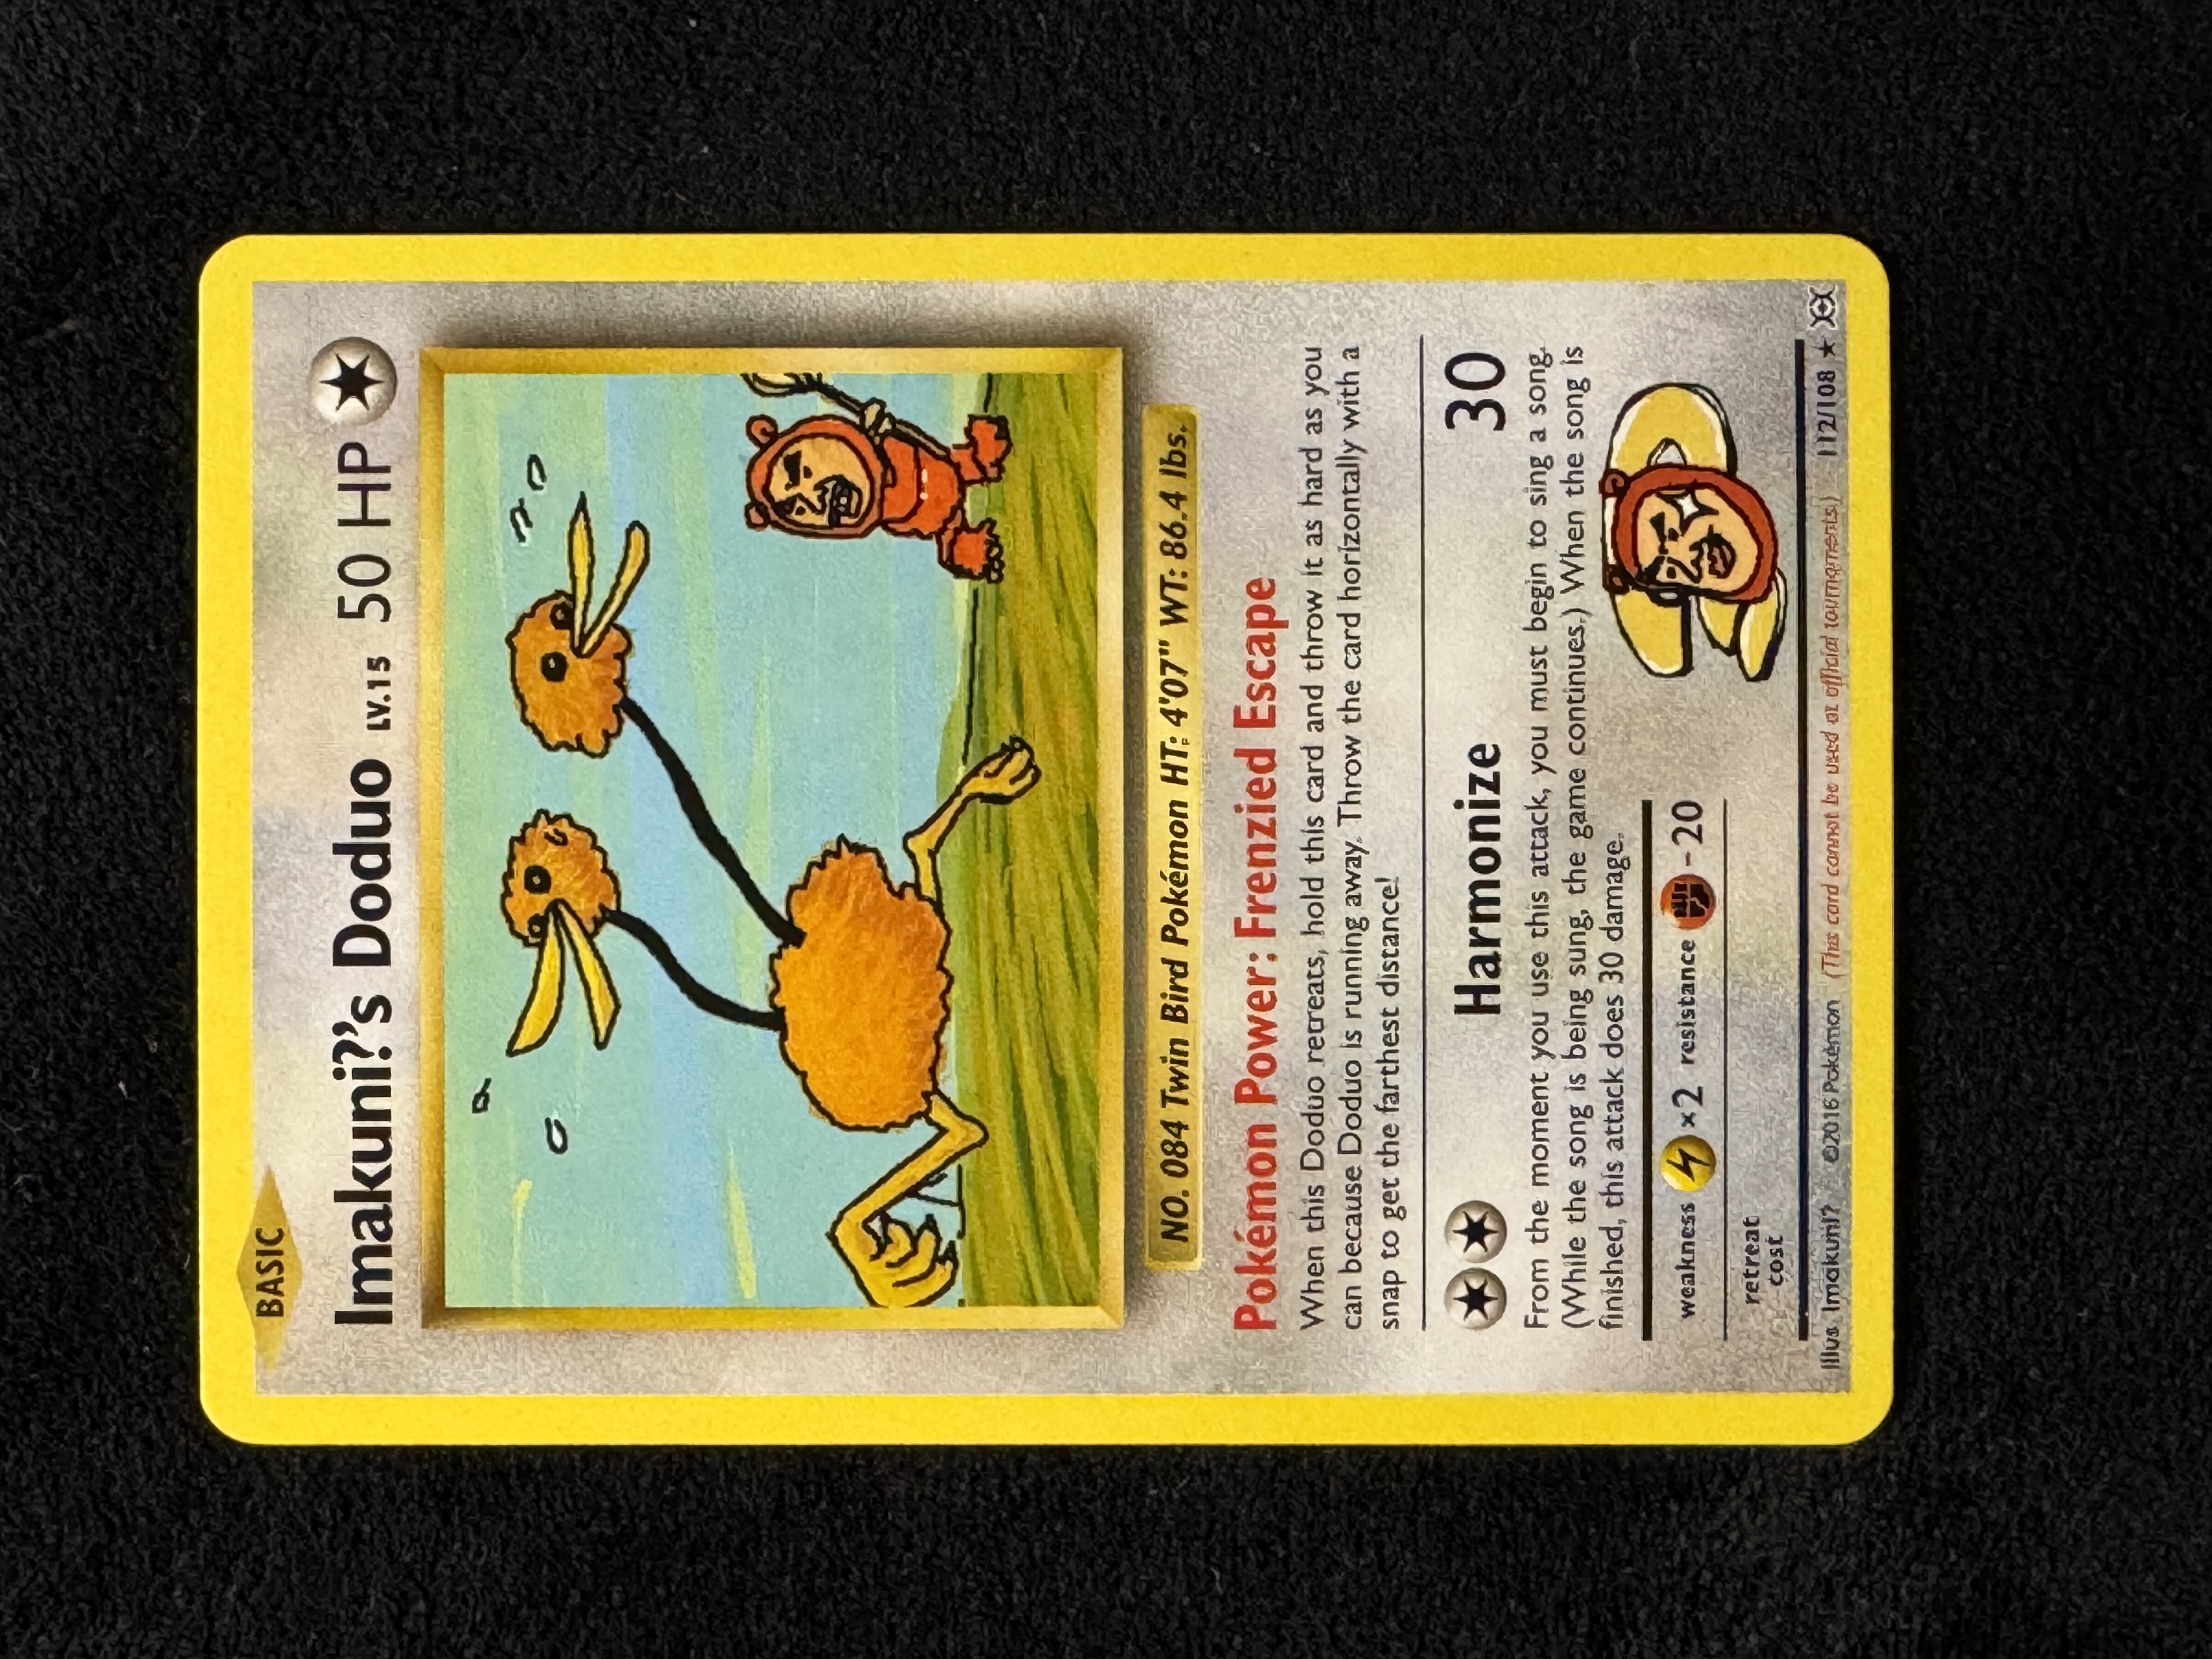 BASIC
Imakuni?'s Doduo LV.15 50 HP
NO. 084 Twin Bird Pokémon HT: 4'07" WT: 86.4 lbs.
Pokémon Power: Frenzied Escape
When this Doduo retreats, hold this card and throw it as hard as you
can because Doduo is running away. Throw the card horizontally with a
snap to get the farthest distance!
Harmonize 30
From the moment you use this attack, you must begin to sing a song.
(While the song is being sung, the game continues.) When the song is
finished, this attack does 30 damage.
weakness ×2 resistance -20
retreat
cost
Illus. Imakuni? ©2016 Pokémon (This card cannot be used at official tournaments.) 112/108 ★